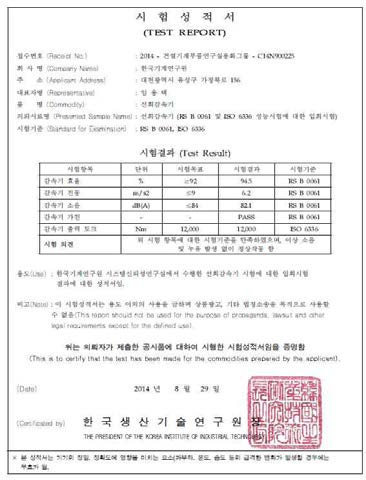 시 험 성 적 서
(TEST REPORT)
접수번호 (Receipt No.) : 2014 - 건설기계부품연구실용화그룹 - C14N900225
회 사 명 (Company Name) : 한국기계연구원
주 소 (Applicant Address) : 대전광역시 유성구 가정북로 156
대표자명 (Representative) : 임 용 택
품 명 (Commodity) : 선회감속기
의뢰시료명 (Presented Sample Name) : 선회감속기 (RS B 0061 및 ISO 6336 성능시험에 대한 입회시험)
시험기준 (Standard for Examination) : RS B 0061, ISO 6336
시험결과 (Test Result)
시험항목 단위 시험목표 시험결과 시험기준
감속기 효율 % ≥92 94.5 RS B 0061
감속기 진동 m/s2 ≤9 6.2 RS B 0061
감속기 소음 dB(A) ≤84 82.1 RS B 0061
감속기 - - PASS RS B 0061
감속기 출력 토크 Nm 12,000 12,000 ISO 6336
시험 의견 위 시험 항목에 대한 시험기준을 만족하였으며, 이상 소음
및 누유 발생 없이 정상작동 함
용도(Use) : 한국기계연구원 시스템신뢰성연구실에서 수행한 선회감속기 시험에 대한 입회시험
결과에 대한 성적서임.
비고(Note) : 이 시험성적서는 용도 이외의 사용을 금하며 상품광고, 기타 법정소송용 목적으로 사용할
수 없음(This report should not be used for the purpose of propaganda, lawsuit and other
legal requirements except for the defined use).
위는 의뢰자가 제출한 공시품에 대하여 시험한 시험성적서임을 증명함
(This is to certify that the test has been made for the commodities prepared by the applicant).
(Date) 2014 년 8 월 29 일
(Certificated by) 한 국 생 산 기 술 연 구 원 장
THE PRESIDENT OF THE KOREA INSTITUTE OF INDUSTRIAL TECHNOLOGY
※ 본 성적서는 기기의 정밀, 정확도에 영향을 미치는 요소(과부하, 온도, 습도 등의 급격한 변화가 발생할 경우에는
무효가 됨.